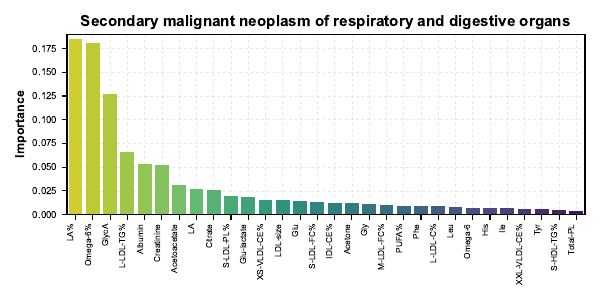 Secondary malignant neoplasm of respiratory and digestive organs
Importance
0.175
0.150
0.125
0.100
0.075
0.050
0.025
0.000
LA%
Omega-6%
GlycA
L-LDL-TG%
Albumin
Creatinine
Acetoacetate
LA
Citrate
S-LDL-PL%
Glu-lactate
XS-VLDL-CE%
LDL-size
Glu
S-LDL-FC%
IDL-CE%
Acetone
Gly
M-LDL-FC%
PUFA%
Phe
L-LDL-C%
Leu
Omega-6
His
Ile
XXL-VLDL-CE%
Tyr
S-HDL-TG%
Total-PL